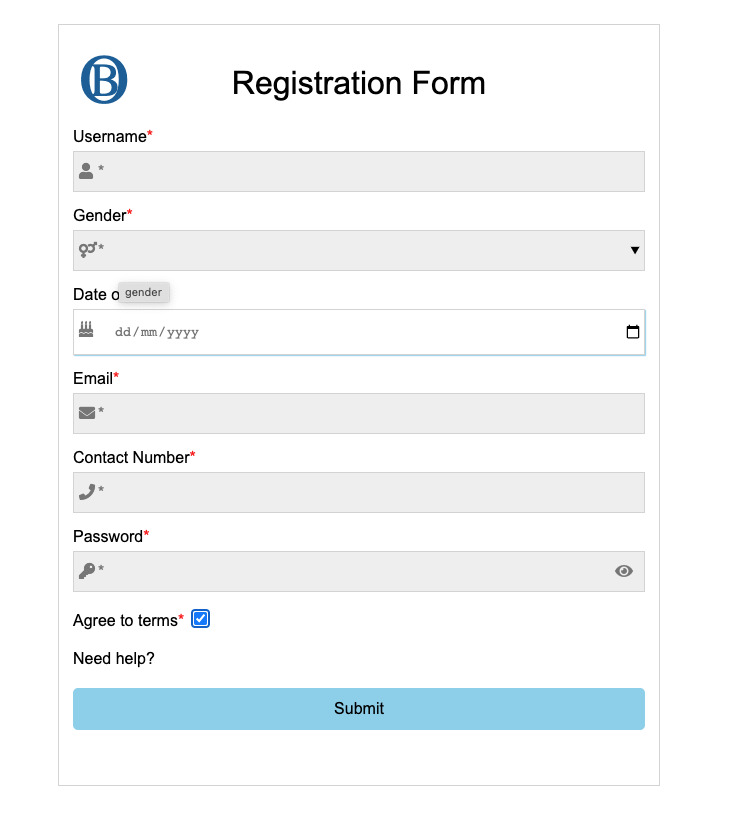 B
Registration Form
Username*
*
Gender*
*
▼
Date o
gender
dd/mm/yyyy
Email*
*
Contact Number*
*
Password*
*
Agree to terms*
Need help?
Submit